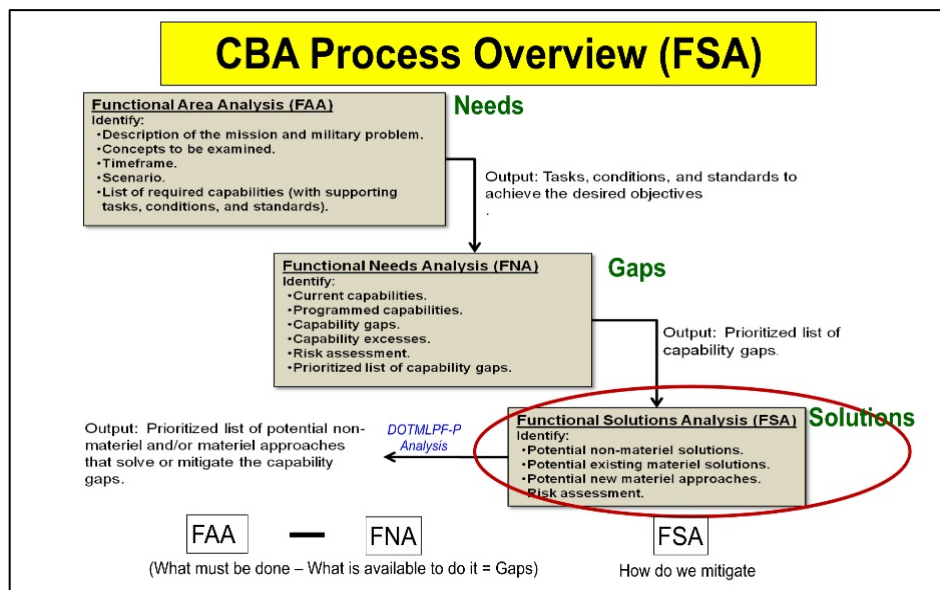 CBA Process Overview (FSA)
Functional Area Analysis (FAA)
Identify:
•Description of the mission and military problem.
•Concepts to be examined.
•Timeframe.
•Scenario.
•List of required capabilities (with supporting
tasks, conditions, and standards).
Needs
Output: Tasks, conditions, and standards to
achieve the desired objectives
.
Functional Needs Analysis (FNA)
Identify:
•Current capabilities.
•Programmed capabilities.
•Capability gaps.
•Capability excesses.
•Risk assessment.
•Prioritized list of capability gaps.
Gaps
Output: Prioritized list of
capability gaps.
Functional Solutions Analysis (FSA)
Identify:
•Potential non-materiel solutions.
•Potential existing materiel solutions.
•Potential new materiel approaches.
Risk assessment.
Solutions
DOTMLPF-P
Analysis
Output: Prioritized list of potential non-
materiel and/or materiel approaches
that solve or mitigate the capability
gaps.
FAA — FNA
(What must be done – What is available to do it = Gaps)
FSA
How do we mitigate